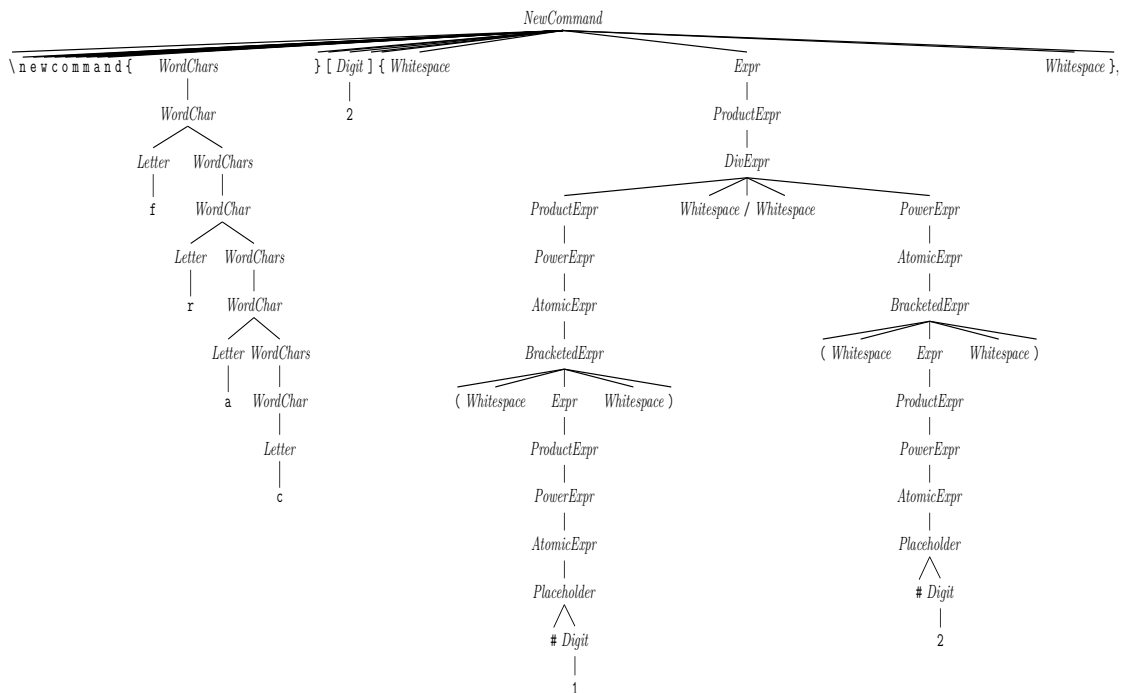 NewCommand
\ n e w c o m m a n d { WordChars } [ Digit ] { Whitespace Expr Whitespace },
WordChar 2 ProductExpr
Letter WordChars DivExpr
f WordChar ProductExpr Whitespace / Whitespace PowerExpr
Letter WordChars PowerExpr AtomicExpr
r WordChar AtomicExpr BracketedExpr
Letter WordChars BracketedExpr ( Whitespace Expr Whitespace )
a WordChar ( Whitespace Expr Whitespace ) ProductExpr
Letter ProductExpr PowerExpr
c PowerExpr AtomicExpr
AtomicExpr Placeholder
Placeholder # Digit
# Digit 2
1